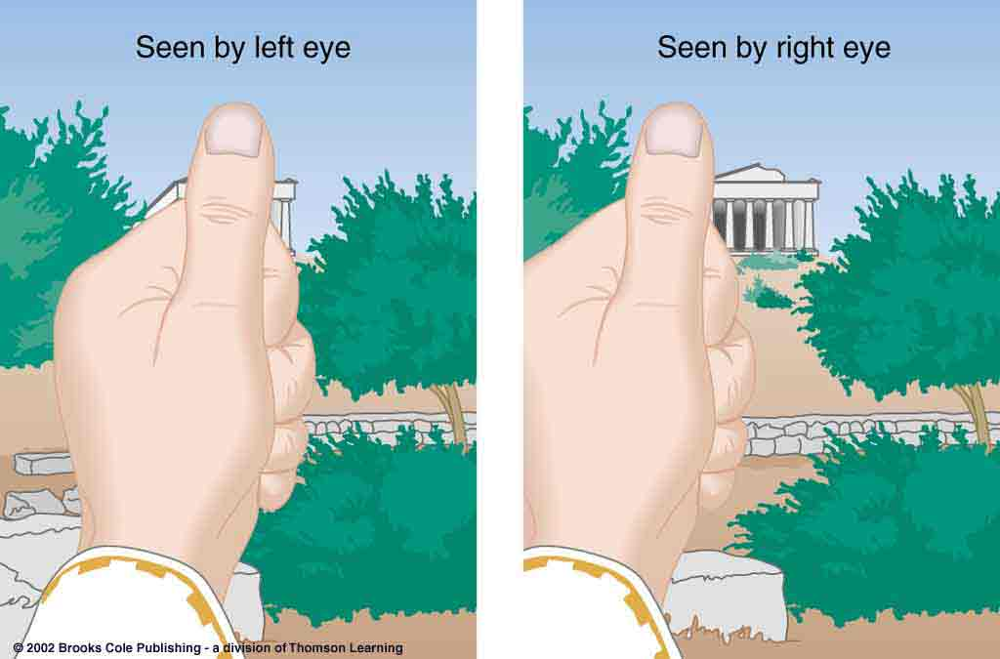 Seen by left eye
Seen by right eye
© 2002 Brooks Cole Publishing - a division of Thomson Learning